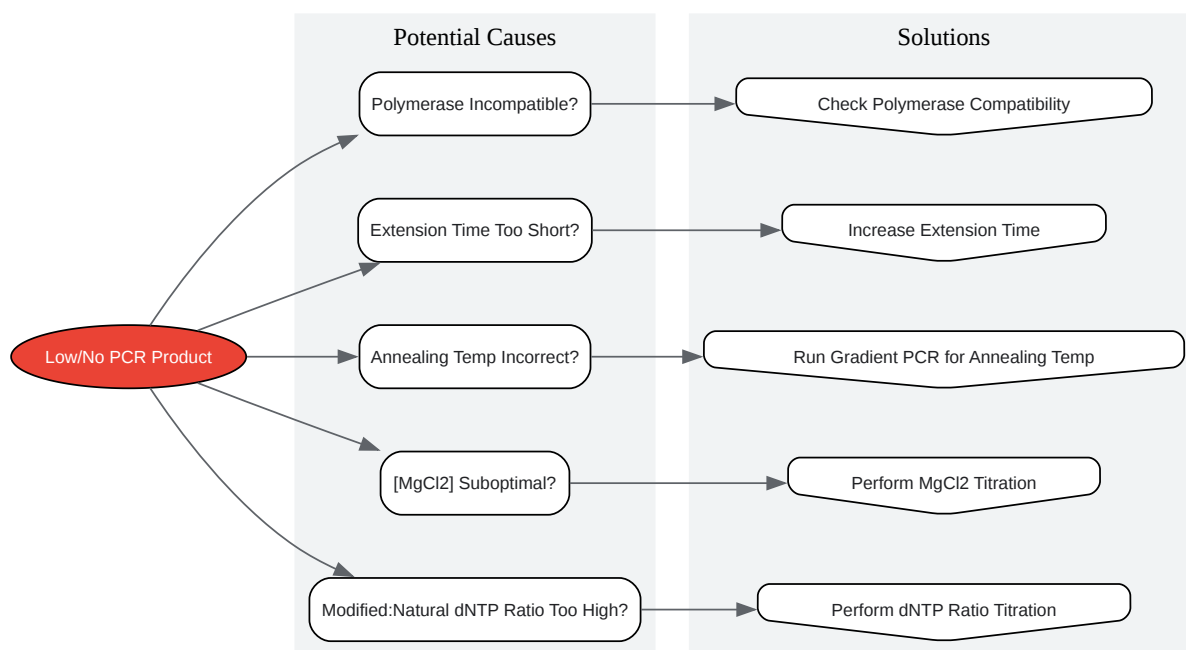 Potential Causes
Solutions
Polymerase Incompatible?
Check Polymerase Compatibility
Extension Time Too Short?
Increase Extension Time
Low/No PCR Product
Annealing Temp Incorrect?
Run Gradient PCR for Annealing Temp
[MgCl2] Suboptimal?
Perform MgCl2 Titration
Modified:Natural dNTP Ratio Too High?
Perform dNTP Ratio Titration